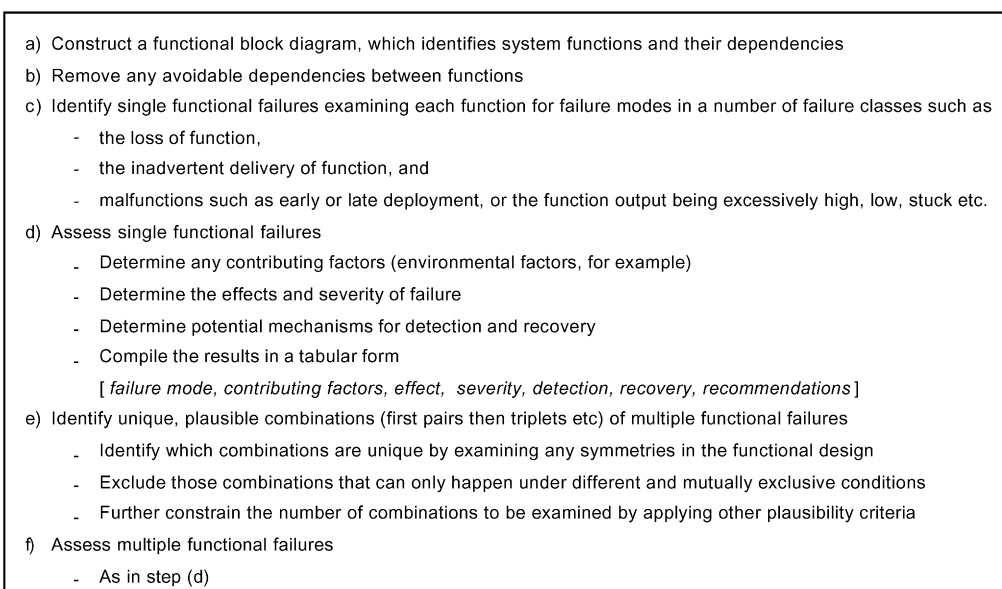 a) Construct a functional block diagram, which identifies system functions and their dependencies
b) Remove any avoidable dependencies between functions
c) Identify single functional failures examining each function for failure modes in a number of failure classes such as
- the loss of function,
- the inadvertent delivery of function, and
- malfunctions such as early or late deployment, or the function output being excessively high, low, stuck etc.
d) Assess single functional failures
- Determine any contributing factors (environmental factors, for example)
- Determine the effects and severity of failure
- Determine potential mechanisms for detection and recovery
- Compile the results in a tabular form
[ failure mode, contributing factors, effect, severity, detection, recovery, recommendations ]
e) Identify unique, plausible combinations (first pairs then triplets etc) of multiple functional failures
- Identify which combinations are unique by examining any symmetries in the functional design
- Exclude those combinations that can only happen under different and mutually exclusive conditions
- Further constrain the number of combinations to be examined by applying other plausibility criteria
f) Assess multiple functional failures
- As in step (d)